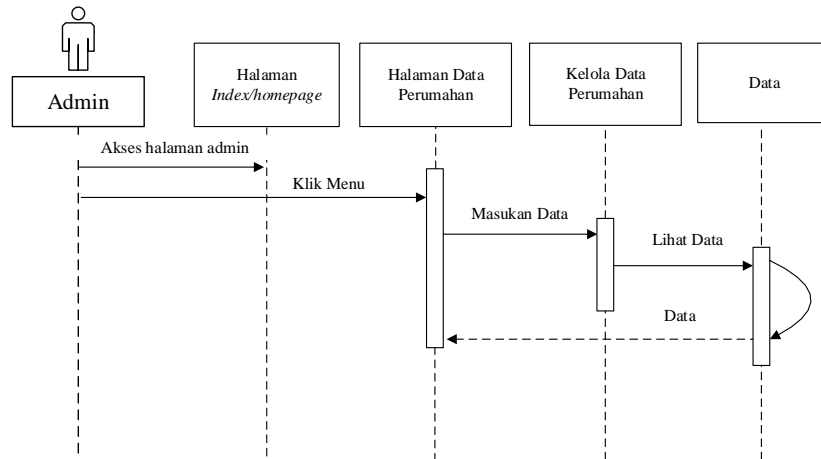 Admin
Halaman
Index/homepage
Halaman Data
Perumahan
Kelola Data
Perumahan
Data
Akses halaman admin
Klik Menu
Masukan Data
Lihat Data
Data